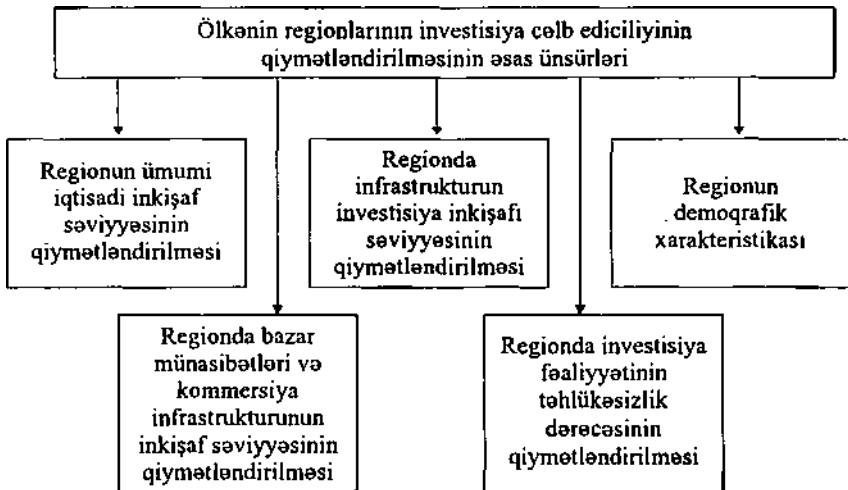 Ölkənin regionlarının investisiya cəlb ediciliyinin
qiymətləndirilməsinin əsas ünsürləri
Regionun ümumi
iqtisadi inkişaf
səviyyəsinin
qiymətləndirilməsi
Regionda
infrastrukturun
investisiya inkişafı
səviyyəsinin
qiymətləndirilməsi
Regionun
demoqrafik
xarakteristikası
Regionda bazar
münasibətləri və
kommersiya
infrastrukturunun
inkişaf səviyyəsinin
qiymətləndirilməsi
Regionda investisiya
fəaliyyətinin
təhlükəsizlik
dərəcəsinin
qiymətləndirilməsi